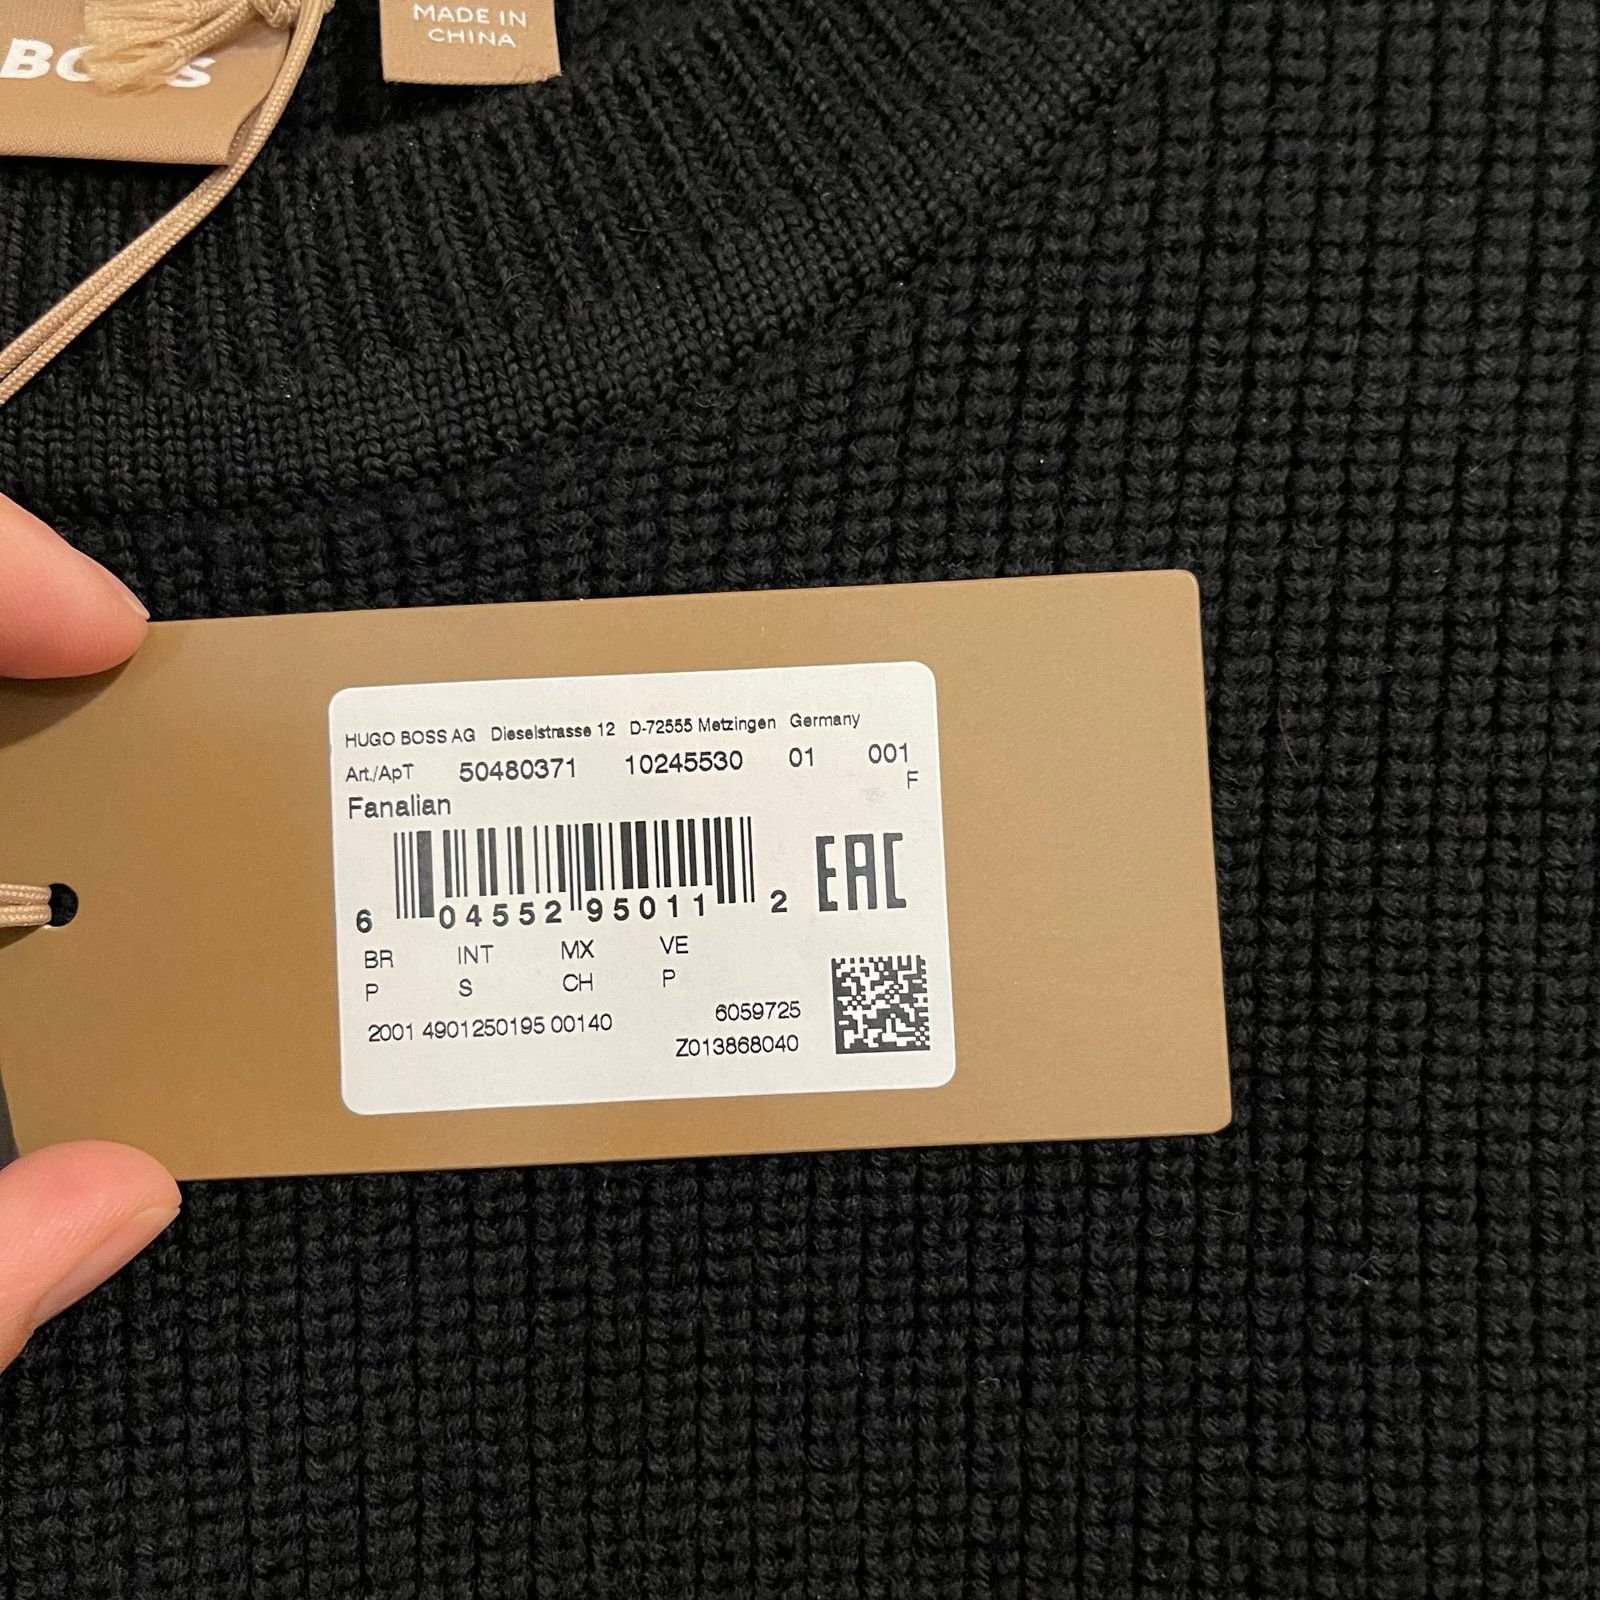 MADE IN
CHINA
BOSS
HUGO BOSS AG Dieselstrasse 12 D-72555 Metzingen Germany
Art./АрТ 50480371 10245530 01 001
F
Fanalian
6 04552 95011 2
EAC
BR INT MX VE
P S CH P
2001 4901250195 00140
6059725
Z013868040